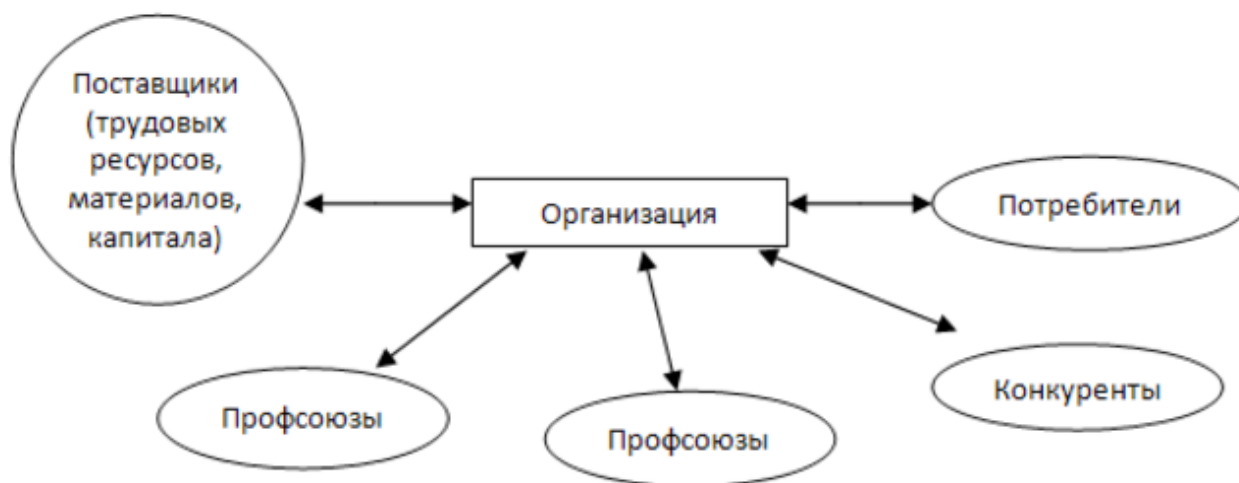 Поставщики
(трудовых
ресурсов,
материалов,
капитала)
Организация
Потребители
Профсоюзы
Профсоюзы
Конкуренты